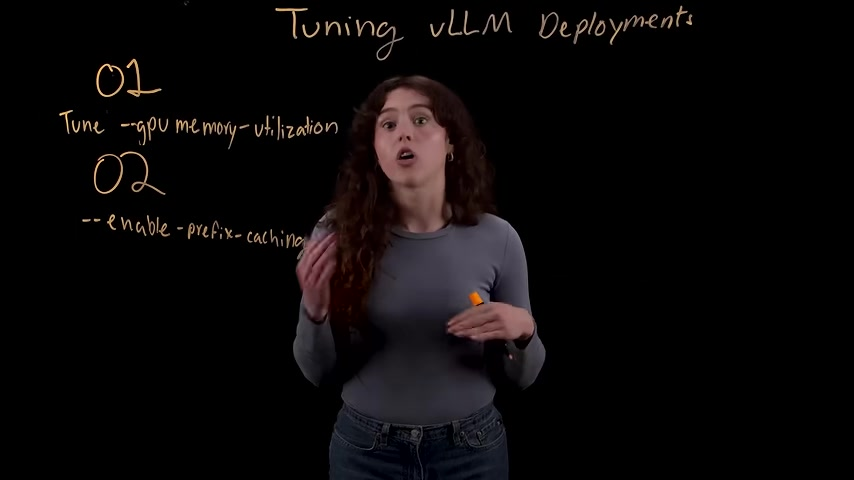 Tuning vLLM Deployments
01
Tune --gpu memory-utilization
02
--enable-prefix-caching